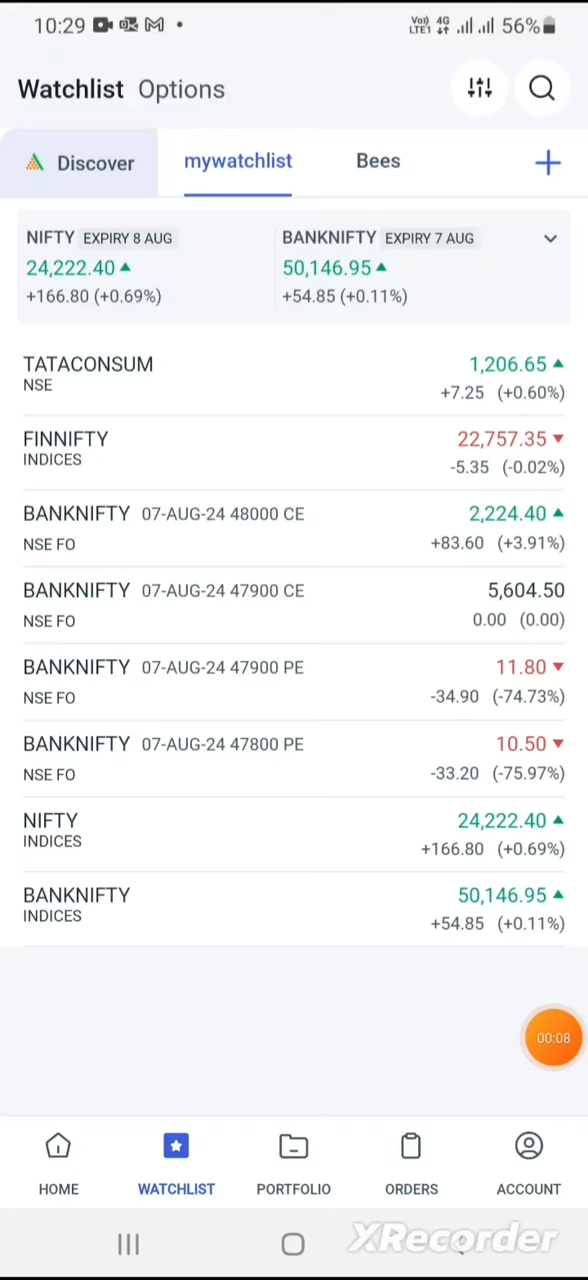 10:29 Vo)) LTE1 4G 56%
Watchlist Options
Discover mywatchlist Bees
NIFTY EXPIRY 8 AUG
24,222.40
+166.80 (+0.69%)
BANKNIFTY EXPIRY 7 AUG
50,146.95
+54.85 (+0.11%)
TATACONSUM 1,206.65
NSE +7.25 (+0.60%)
FINNIFTY 22,757.35
INDICES -5.35 (-0.02%)
BANKNIFTY 07-AUG-24 48000 CE 2,224.40
NSE FO +83.60 (+3.91%)
BANKNIFTY 07-AUG-24 47900 CE 5,604.50
NSE FO 0.00 (0.00)
BANKNIFTY 07-AUG-24 47900 PE 11.80
NSE FO -34.90 (-74.73%)
BANKNIFTY 07-AUG-24 47800 PE 10.50
NSE FO -33.20 (-75.97%)
NIFTY 24,222.40
INDICES +166.80 (+0.69%)
BANKNIFTY 50,146.95
INDICES +54.85 (+0.11%)
00:08
HOME WATCHLIST PORTFOLIO ORDERS ACCOUNT
XRecorder